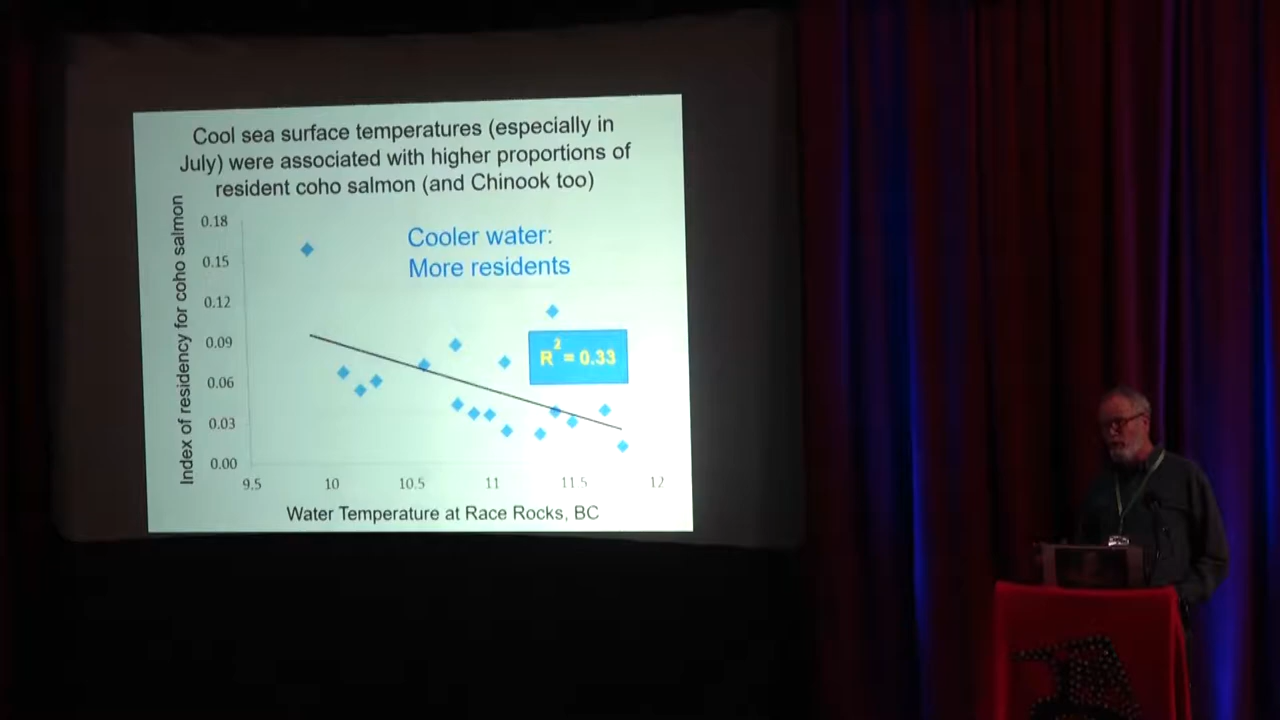 Cool sea surface temperatures (especially in
July) were associated with higher proportions of
resident coho salmon (and Chinook too)
Index of residency for coho salmon
0.18
0.15
0.12
0.09
0.06
0.03
0.00
Cooler water:
More residents
R² = 0.33
9.5 10 10.5 11 11.5 12
Water Temperature at Race Rocks, BC